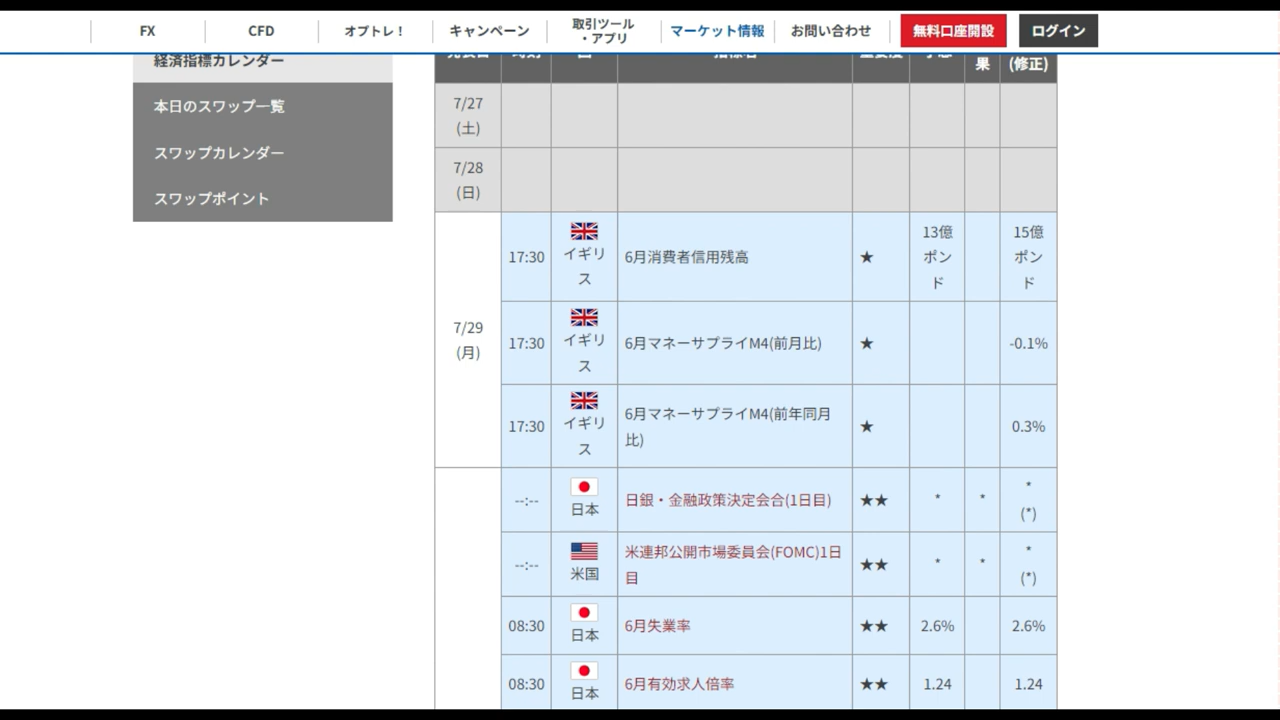 FX
CFD
オプトレ！
キャンペーン
取引ツール
・アプリ
マーケット情報
お問い合わせ
無料口座開設
ログイン
経済指標カレンダー
本日のスワップ一覧
スワップカレンダー
スワップポイント
果
(修正)
7/27
(土)
7/28
(日)
7/29
(月)
17:30
イギリ
ス
6月消費者信用残高
★
13億
ポン
ド
15億
ポン
ド
17:30
イギリ
ス
6月マネーサプライM4(前月比)
★
-0.1%
17:30
イギリ
ス
6月マネーサプライM4(前年同月
比)
★
0.3%
--:--
日本
日銀・金融政策決定会合(1日目)
★★
*
*
*
(*)
--:--
米国
米連邦公開市場委員会(FOMC)1日
目
★★
*
*
*
(*)
08:30
日本
6月失業率
★★
2.6%
2.6%
08:30
日本
6月有効求人倍率
★★
1.24
1.24